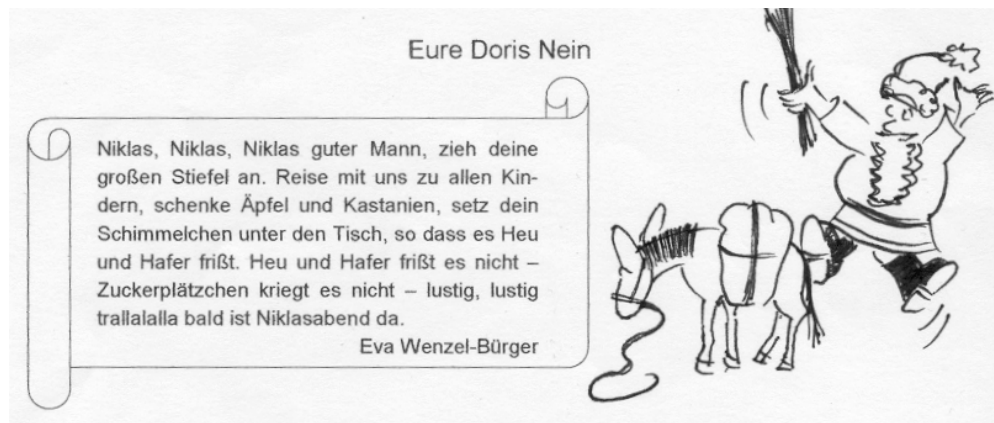 Eure Doris Nein
Niklas, Niklas, Niklas guter Mann, zieh deine
großen Stiefel an. Reise mit uns zu allen Kin-
dern, schenke Äpfel und Kastanien, setz dein
Schimmelchen unter den Tisch, so dass es Heu
und Hafer frißt. Heu und Hafer frißt es nicht –
Zuckerplätzchen kriegt es nicht – lustig, lustig
trallalalla bald ist Niklasabend da.
Eva Wenzel-Bürger